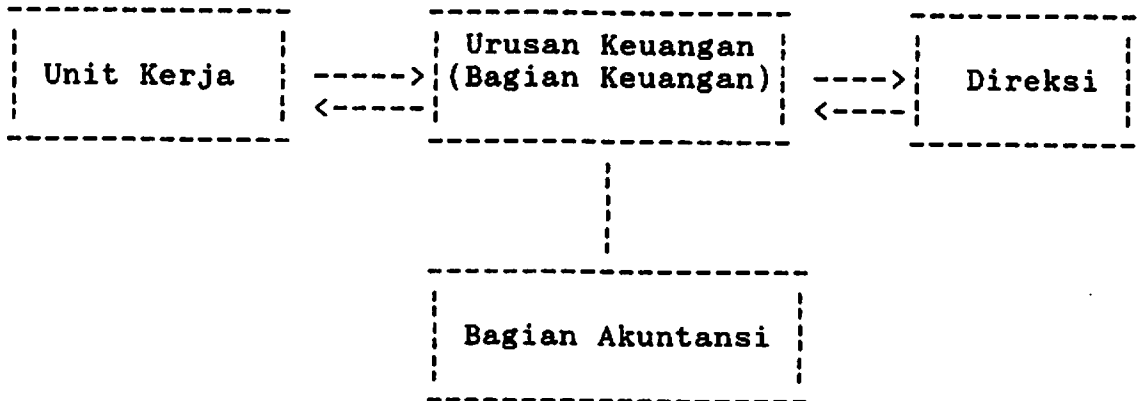 Unit Kerja
Urusan Keuangan
(Bagian Keuangan)
Direksi
Bagian Akuntansi